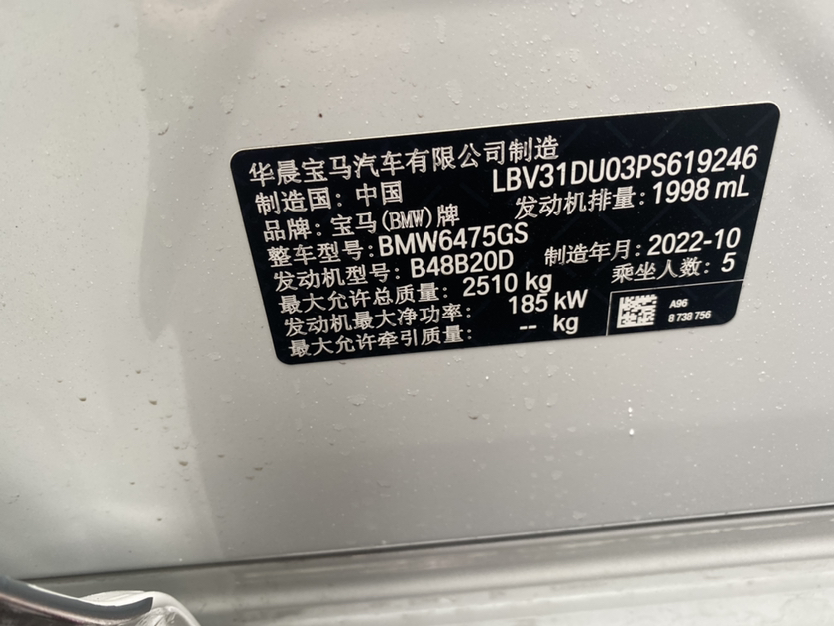 华晨宝马汽车有限公司制造
制造国: 中国 LBV31DU03PS619246
品牌: 宝马(BMW)牌 发动机排量: 1998 mL
整车型号: BMW6475GS
发动机型号: B48B20D 制造年月: 2022-10
最大允许总质量: 2510 kg 乘坐人数: 5
发动机最大净功率: 185 kW
最大允许牵引质量: -- kg
A96
8 738 756